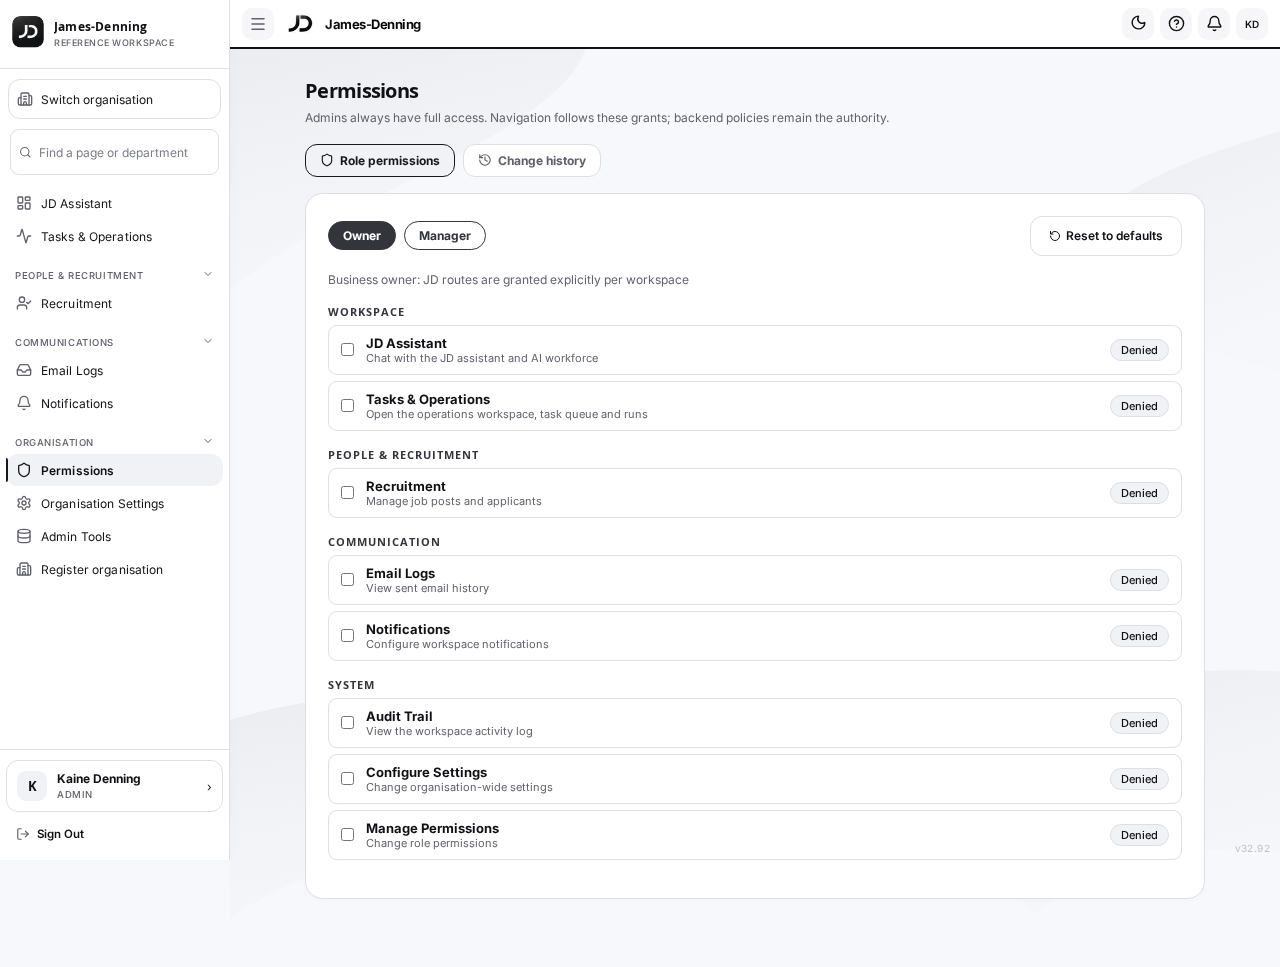 James-Denning
REFERENCE WORKSPACE
Switch organisation
Find a page or department
JD Assistant
Tasks & Operations
PEOPLE & RECRUITMENT
Recruitment
COMMUNICATIONS
Email Logs
Notifications
ORGANISATION
Permissions
Organisation Settings
Admin Tools
Register organisation
K
Kaine Denning
ADMIN
Sign Out
JD James-Denning
KD
Permissions
Admins always have full access. Navigation follows these grants; backend policies remain the authority.
Role permissions
Change history
Owner
Manager
Reset to defaults
Business owner: JD routes are granted explicitly per workspace
WORKSPACE
JD Assistant
Chat with the JD assistant and AI workforce
Denied
Tasks & Operations
Open the operations workspace, task queue and runs
Denied
PEOPLE & RECRUITMENT
Recruitment
Manage job posts and applicants
Denied
COMMUNICATION
Email Logs
View sent email history
Denied
Notifications
Configure workspace notifications
Denied
SYSTEM
Audit Trail
View the workspace activity log
Denied
Configure Settings
Change organisation-wide settings
Denied
Manage Permissions
Change role permissions
Denied
v32.92